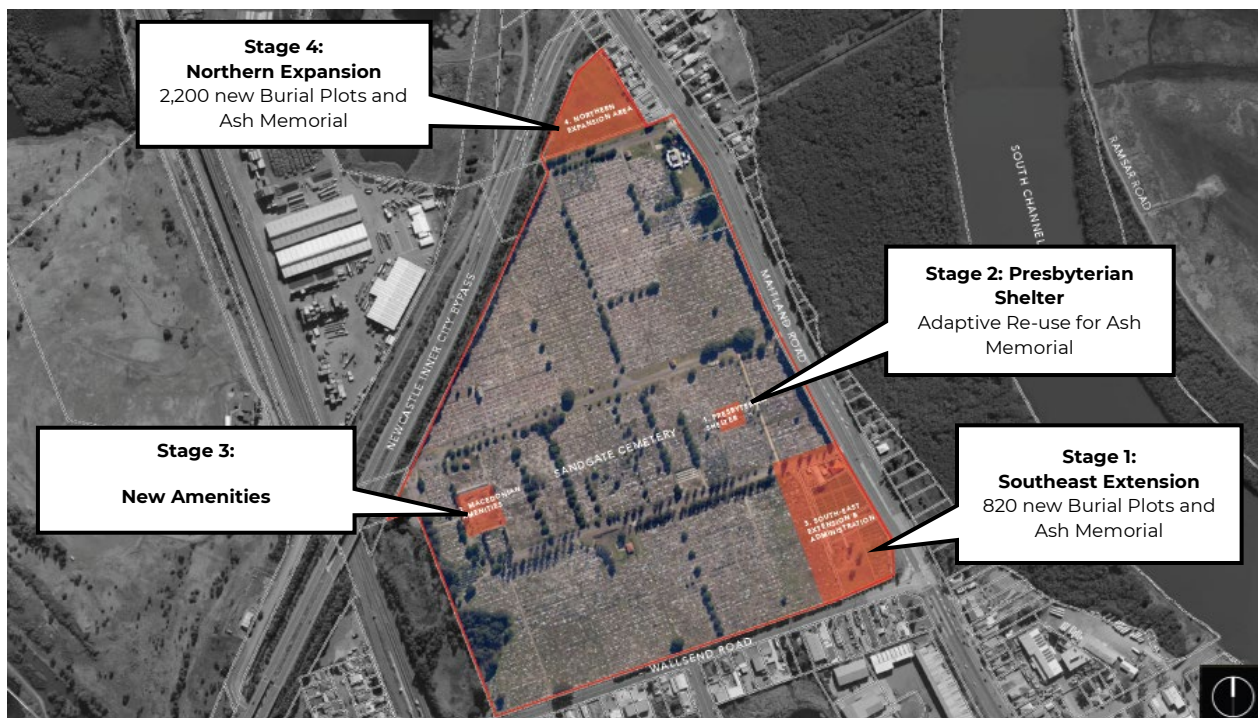 Stage 4:
Northern Expansion
2,200 new Burial Plots and
Ash Memorial
4. NORTHERN
EXPANSION AREA
SOUTH CHANNEL
RAMSAR ROAD
Stage 2: Presbyterian
Shelter
Adaptive Re-use for Ash
Memorial
MAITLAND ROAD
NEWCASTLE INNER CITY BYPASS
SHELTER
SANDGATE CEMETERY
Stage 3:
New Amenities
MACEDONIAN
Stage 1:
Southeast Extension
820 new Burial Plots and
Ash Memorial
3. SOUTH-EAST
EXTENSION &
ADMINISTRATION
WALLSEND ROAD